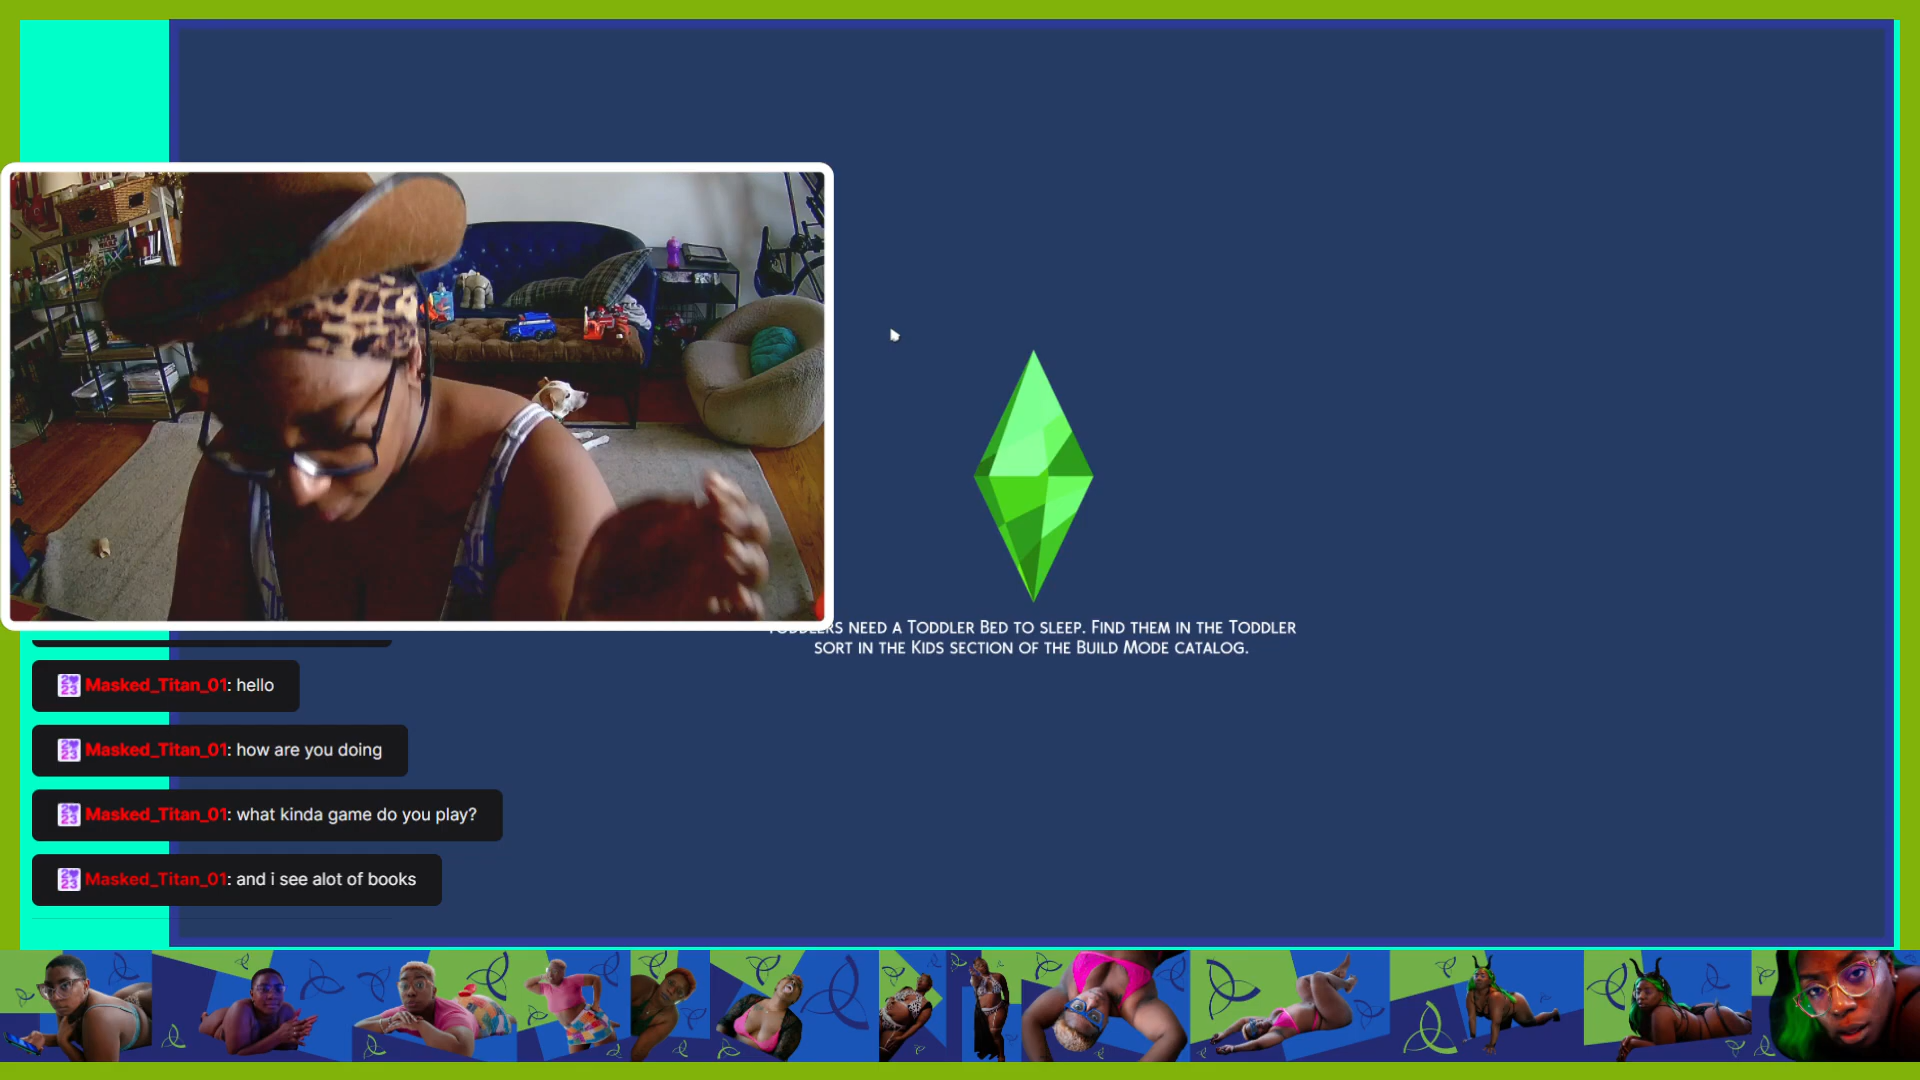 TODDLERS NEED A TODDLER BED TO SLEEP. FIND THEM IN THE TODDLER
SORT IN THE KIDS SECTION OF THE BUILD MODE CATALOG.
Masked_Titan_01: hello
Masked_Titan_01: how are you doing
Masked_Titan_01: what kinda game do you play?
Masked_Titan_01: and i see alot of books